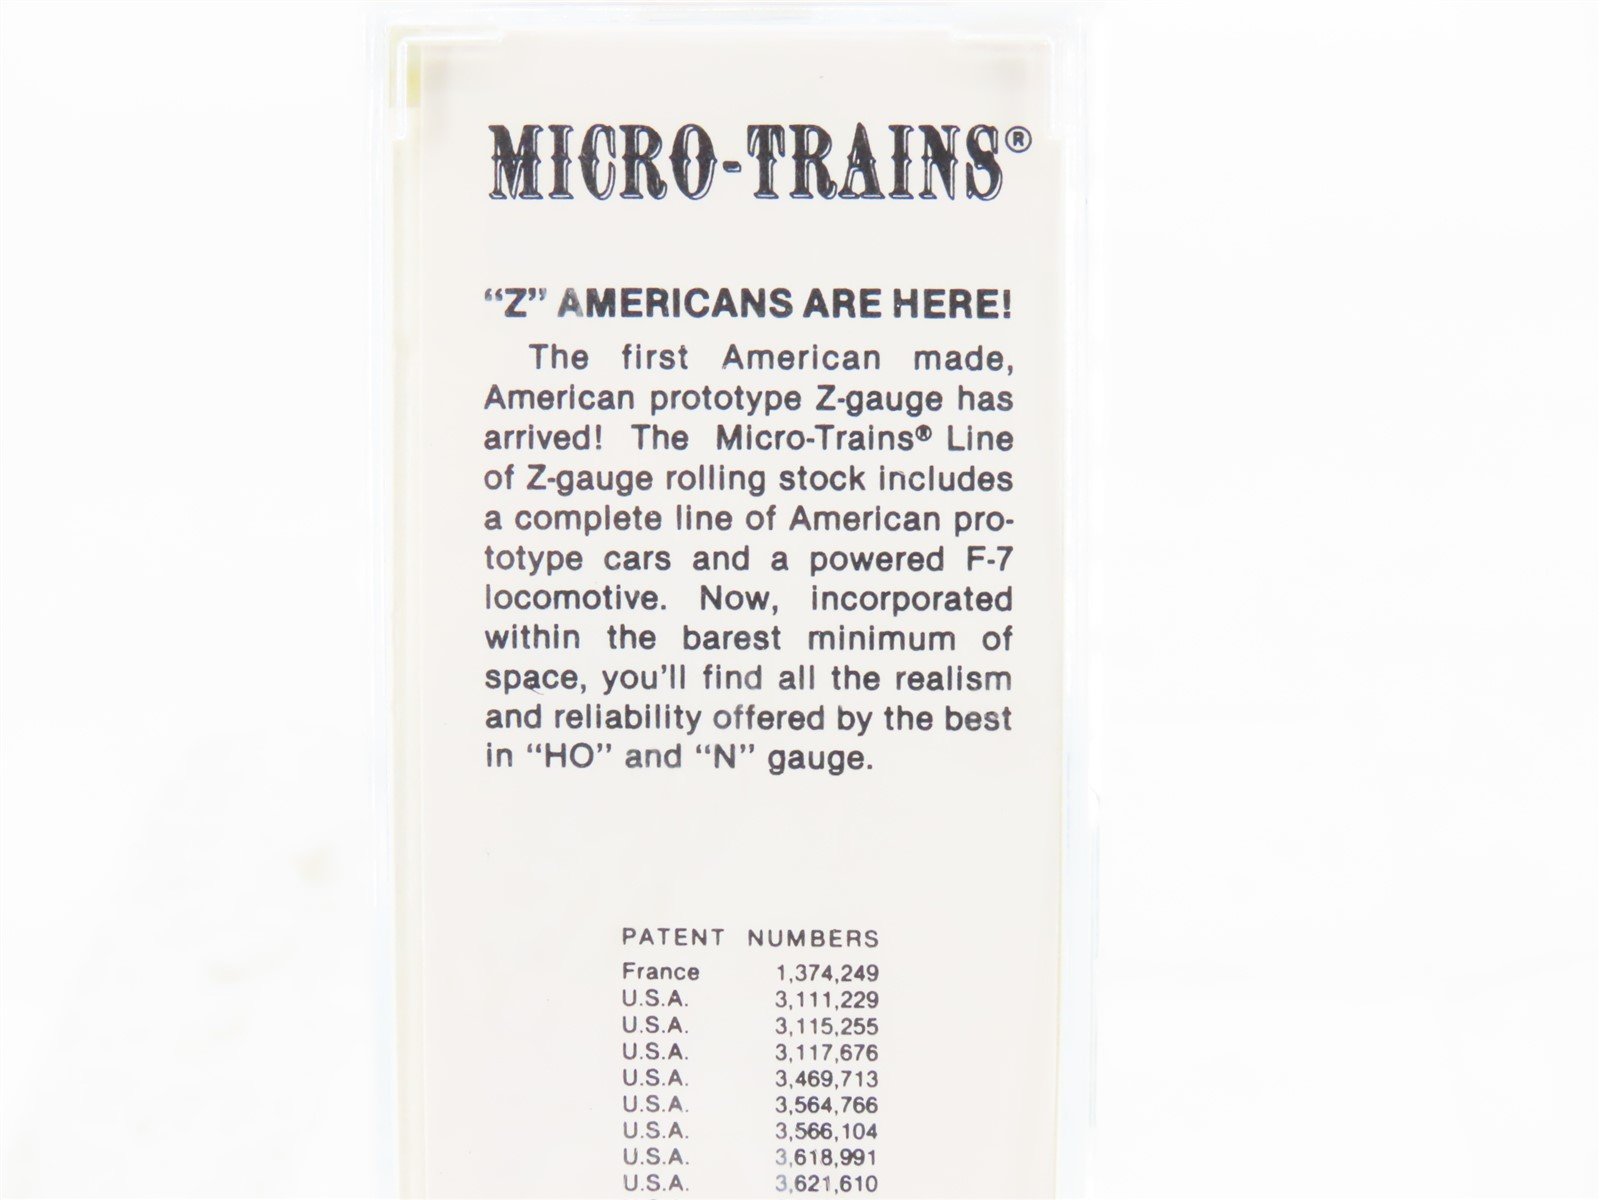 MICRO-TRAINS®
“Z” AMERICANS ARE HERE!
The first American made,
American prototype Z-gauge has
arrived! The Micro-Trains® Line
of Z-gauge rolling stock includes
a complete line of American pro-
totype cars and a powered F-7
locomotive. Now, incorporated
within the barest minimum of
space, you'll find all the realism
and reliability offered by the best
in “HO” and “N” gauge.
PATENT NUMBERS
France 1,374,249
U.S.A. 3,111,229
U.S.A. 3,115,255
U.S.A. 3,117,676
U.S.A. 3,469,713
U.S.A. 3,564,766
U.S.A. 3,566,104
U.S.A. 3,618,991
U.S.A. 3,621,610